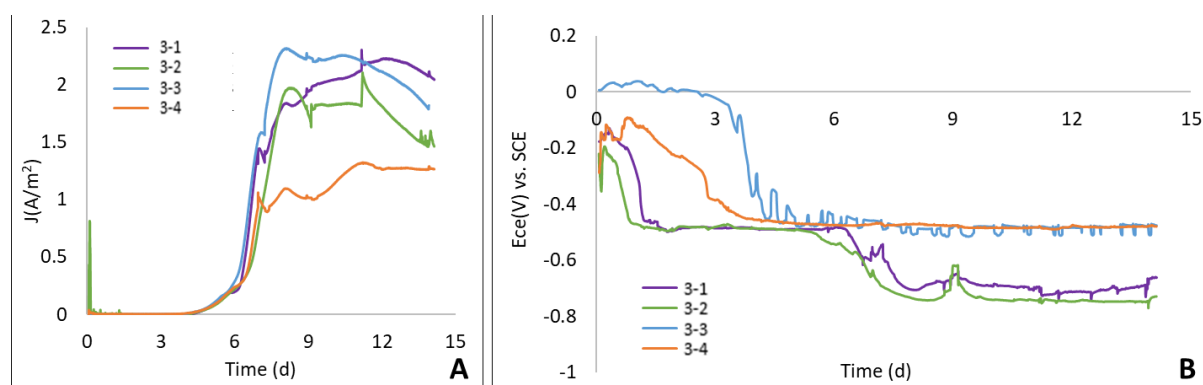 2.5
2
1.5
1
0.5
0
J(A/m²)
3-1
3-2
3-3
3-4
0 3 6 9 12 15
Time (d)
A
0.2
0
-0.2
-0.4
-0.6
-0.8
-1
Ece(V) vs. SCE
0 3 6 9 12 15
3-1
3-2
3-3
3-4
Time (d)
B